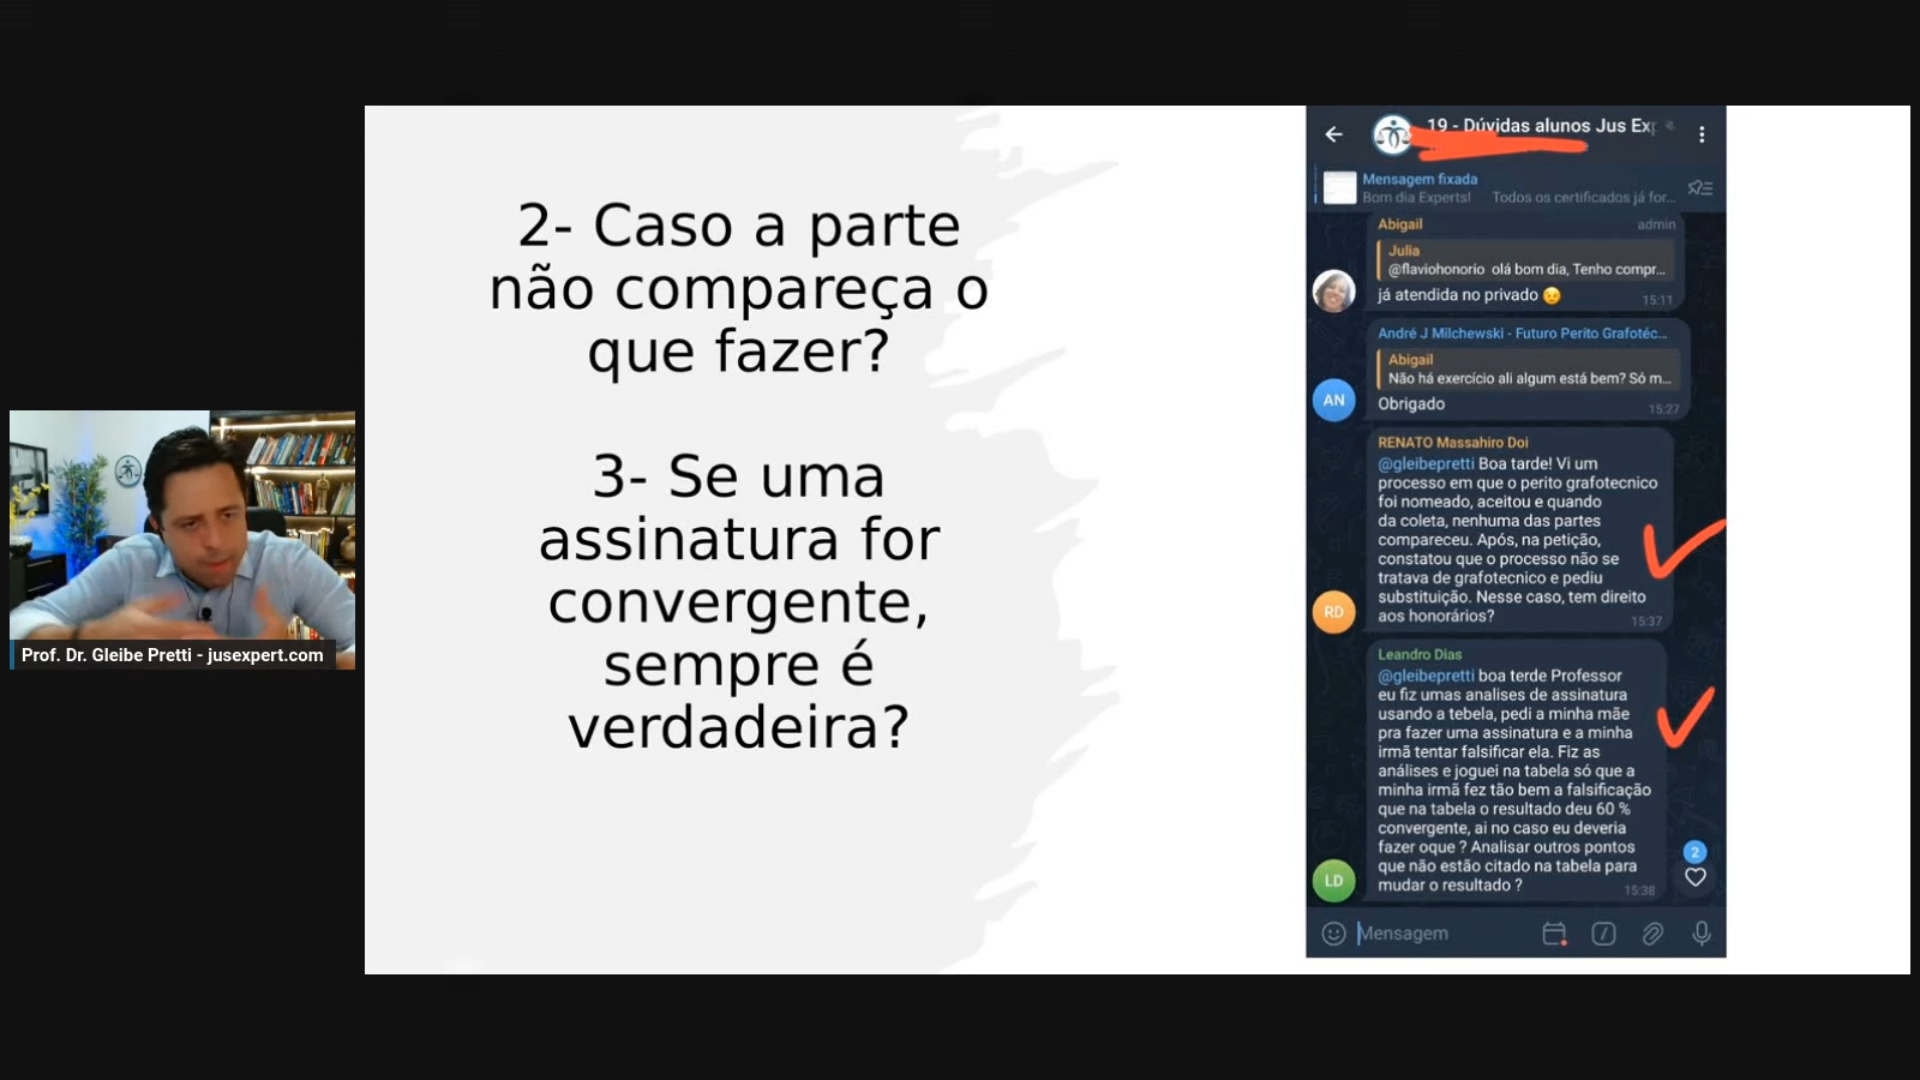 2- Caso a parte
não compareça o
que fazer?
3- Se uma
assinatura for
convergente,
sempre é
verdadeira?
Prof. Dr. Gleibe Pretti - jusexpert.com
19 - Dúvidas alunos Jus Exp
Mensagem fixada
Bom dia Experts! Todos os certificados já for...
Abigail admin
Julia
@flaviohonorio olá bom dia, Tenho compr...
já atendida no privado 😉 15:11
André J Milchewski - Futuro Perito Grafotéc...
Abigail
Não há exercício ali algum está bem? Só m...
AN
Obrigado 15:27
RENATO Massahiro Doi
@gleibepretti Boa tarde! Vi um
processo em que o perito grafotecnico
foi nomeado, aceitou e quando
da coleta, nenhuma das partes
compareceu. Após, na petição,
constatou que o processo não se
tratava de grafotecnico e pediu
substituição. Nesse caso, tem direito
aos honorários? 15:37
RD
Leandro Dias
@gleibepretti boa terde Professor
eu fiz umas analises de assinatura
usando a tebela, pedi a minha mãe
pra fazer uma assinatura e a minha
irmã tentar falsificar ela. Fiz as
análises e joguei na tabela só que a
minha irmã fez tão bem a falsificação
que na tabela o resultado deu 60 %
convergente, ai no caso eu deveria
fazer oque ? Analisar outros pontos
que não estão citado na tabela para
mudar o resultado ? 15:38
LD
2
Mensagem